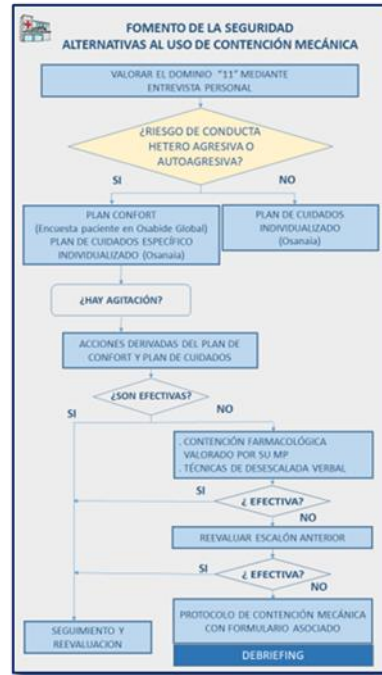 FOMENTO DE LA SEGURIDAD
ALTERNATIVAS AL USO DE CONTENCIÓN MECÁNICA
VALORAR EL DOMINIO "11" MEDIANTE
ENTREVISTA PERSONAL
¿RIESGO DE CONDUCTA
HETERO AGRESIVA O
AUTOAGRESIVA?
SI
NO
PLAN CONFORT
(Encuesta paciente en Osabide Global)
PLAN DE CUIDADOS ESPECÍFICO
INDIVIDUALIZADO (Osanaia)
PLAN DE CUIDADOS
INDIVIDUALIZADO
(Osanaia)
¿HAY AGITACIÓN?
ACCIONES DERIVADAS DEL PLAN DE
CONFORT Y PLAN DE CUIDADOS
¿SON EFECTIVAS?
SI
NO
. CONTENCIÓN FARMACOLÓGICA
VALORADO POR SU MP
. TÉCNICAS DE DESESCALADA VERBAL
SI
¿ EFECTIVA?
NO
REEVALUAR ESCALÓN ANTERIOR
SI
¿ EFECTIVA?
NO
SEGUIMIENTO Y
REEVALUACION
PROTOCOLO DE CONTENCIÓN MECÁNICA
CON FORMULARIO ASOCIADO
DEBRIEFING